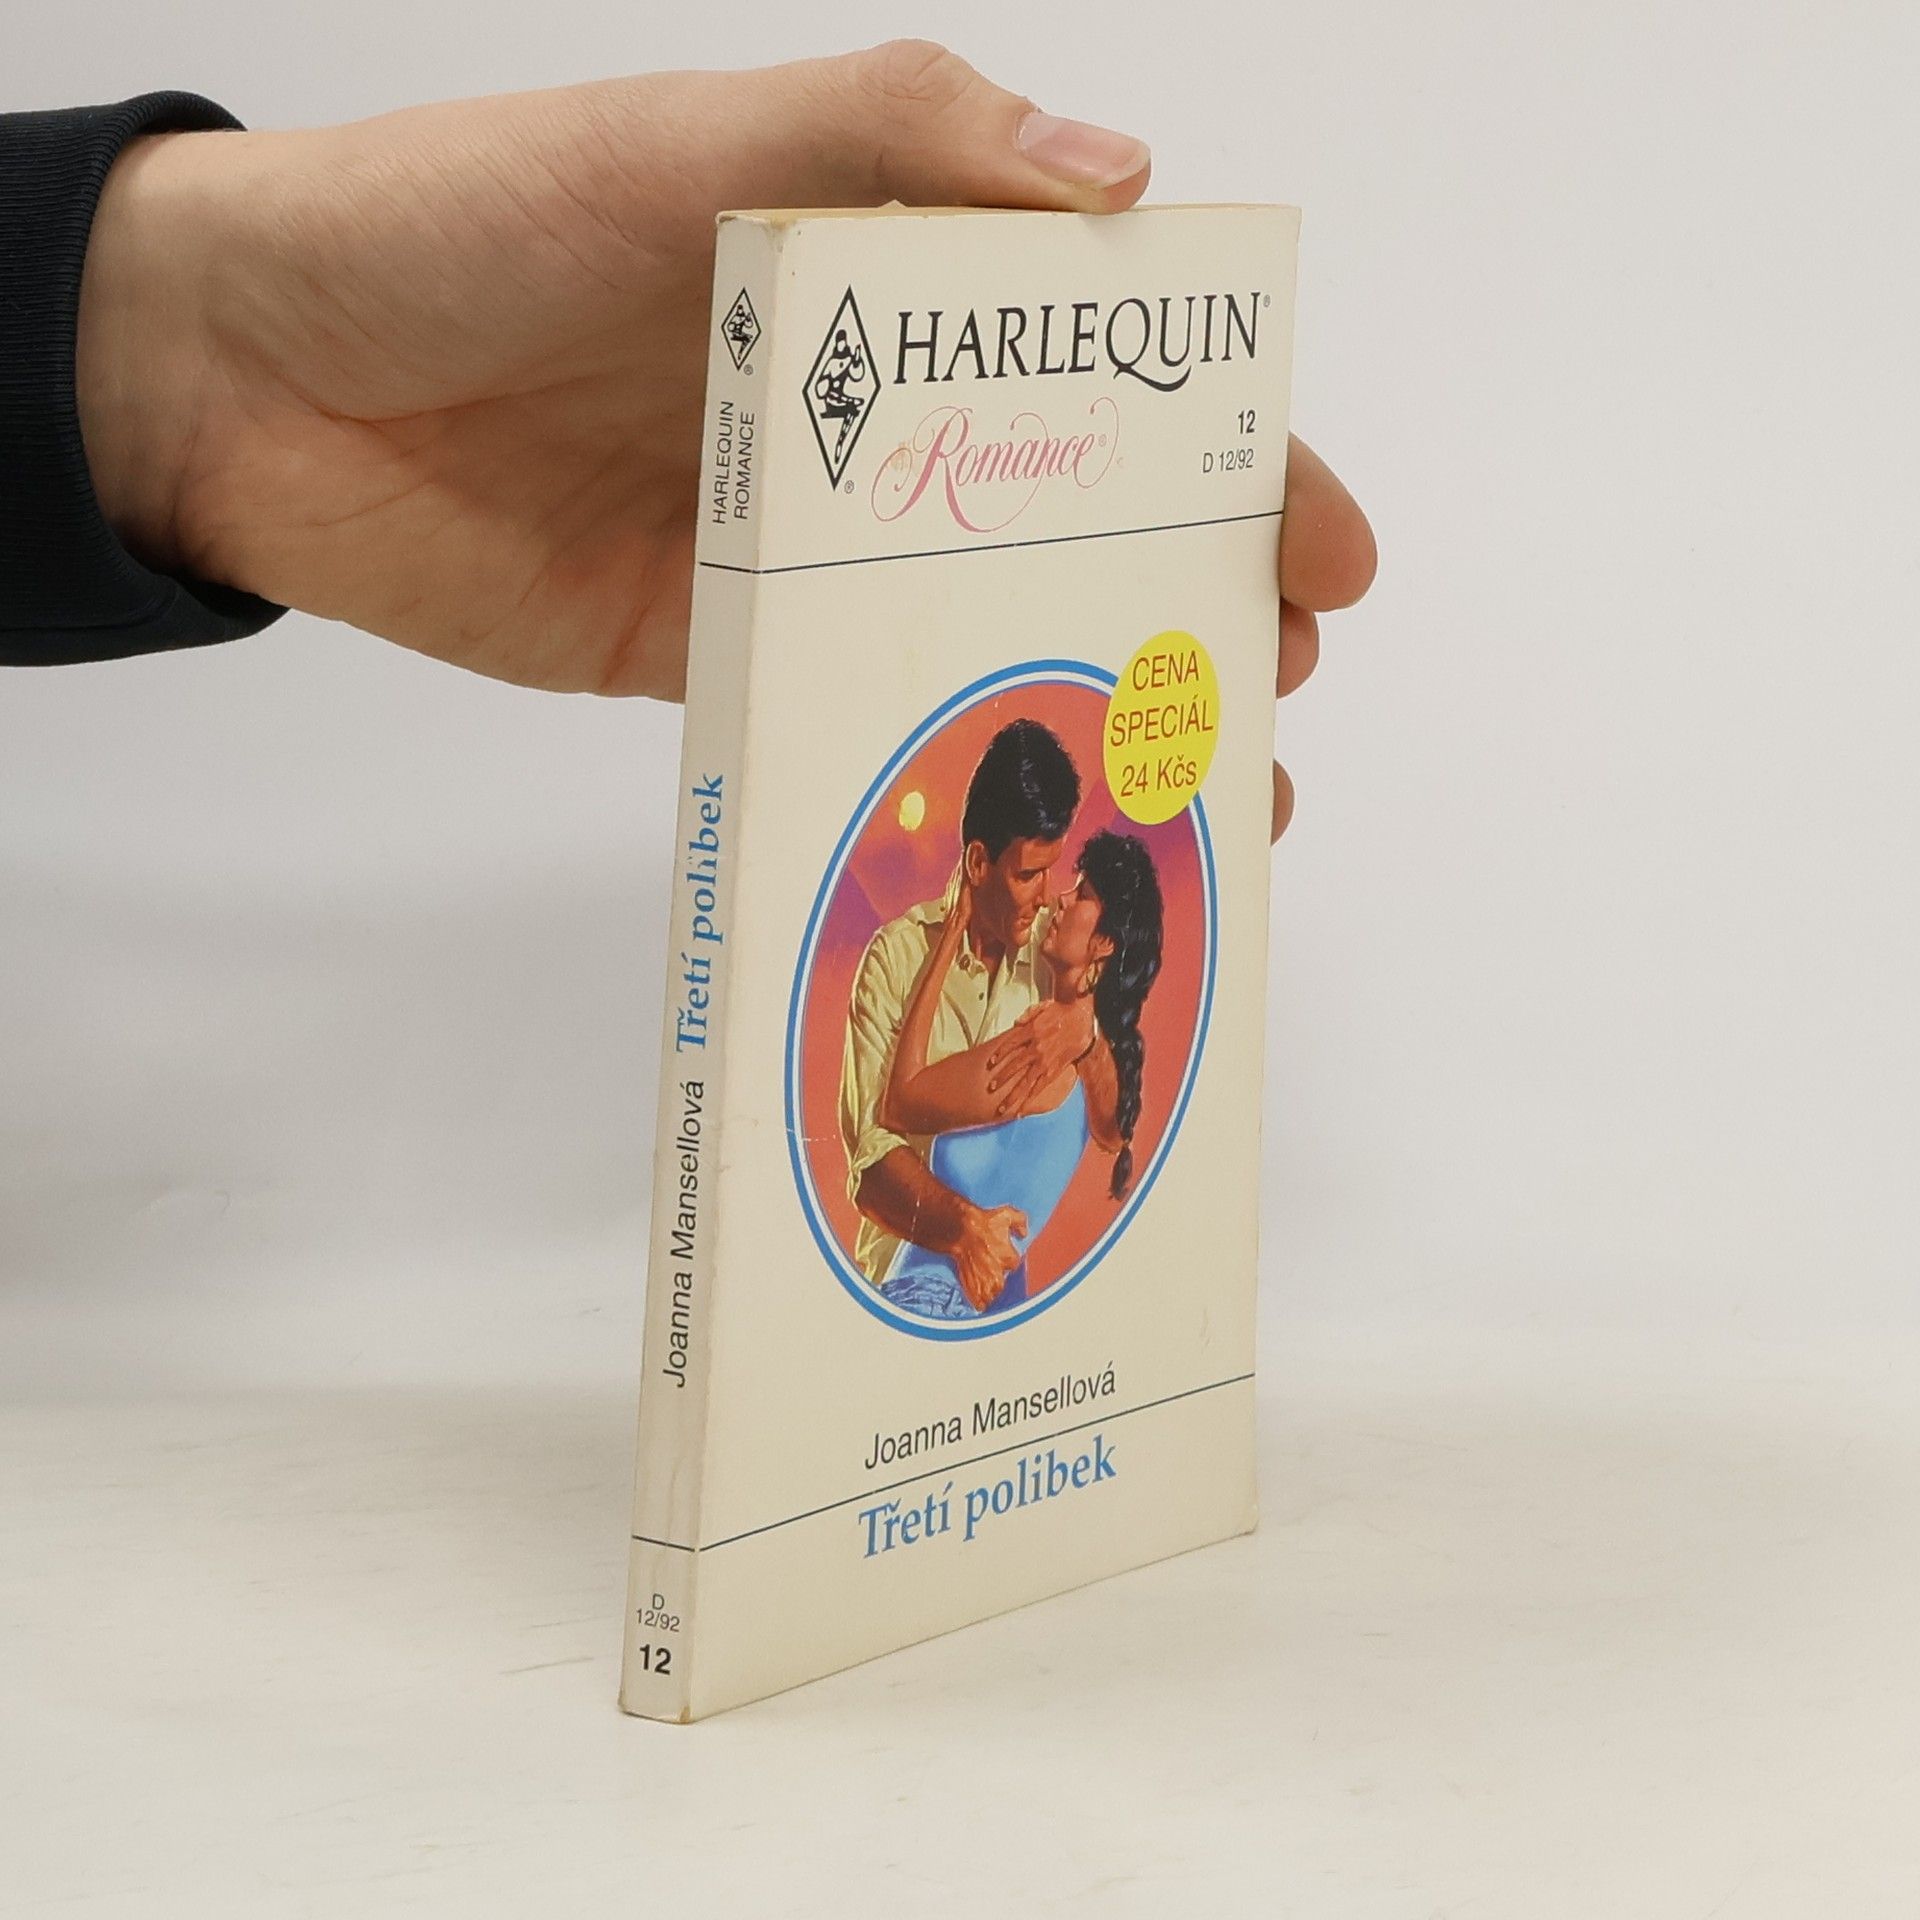 HARLEQUIN
ROMANCE
Joanna Mansellová Třetí polibek
D
12/92
12
HARLEQUIN®
Romance®
12
D 12/92
CENA
SPECIÁL
24 Kčs
Joanna Mansellová
Třetí polibek